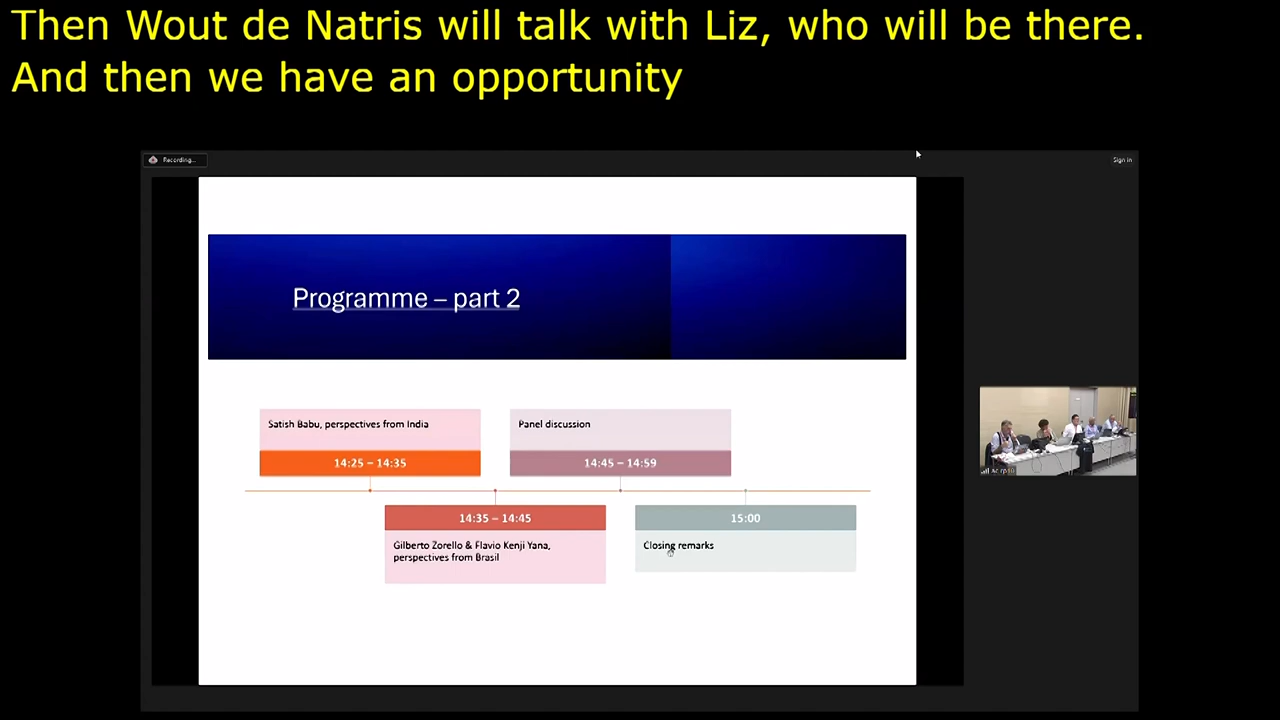 Then Wout de Natris will talk with Liz, who will be there.
And then we have an opportunity
Recording...
Sign in
Programme – part 2
Satish Babu, perspectives from India
14:25 – 14:35
Panel discussion
14:45 – 14:59
14:35 – 14:45
Gilberto Zorello & Flavio Kenji Yana,
perspectives from Brasil
15:00
Closing remarks